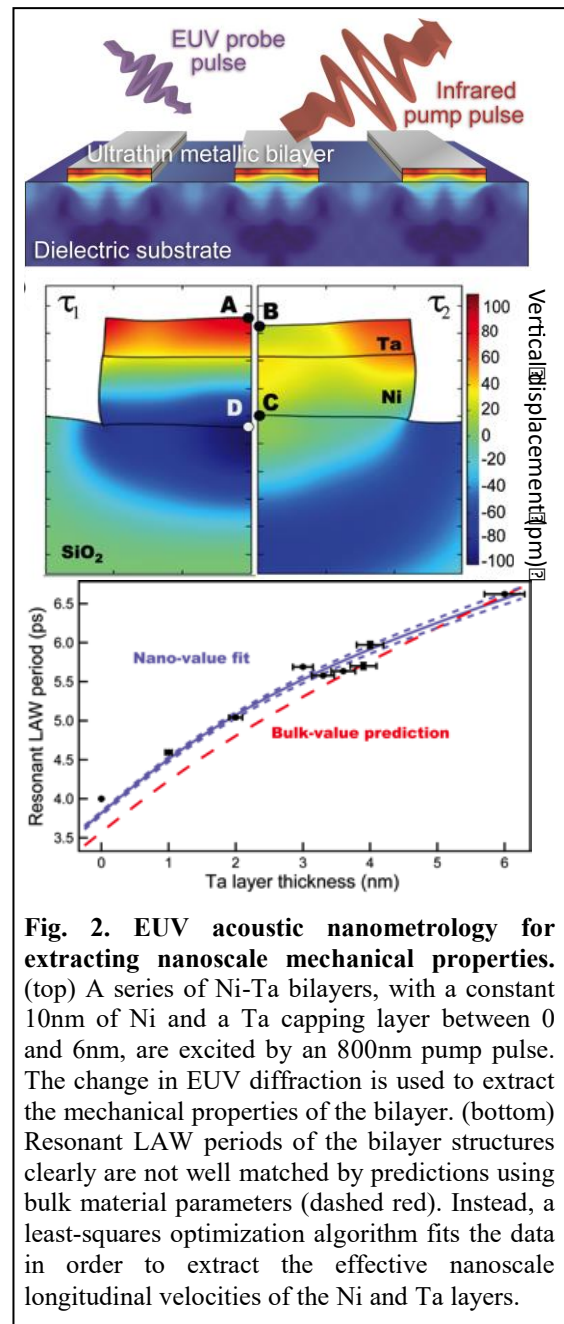 EUV probe
pulse
Infrared
pump pulse
Ultrathin metallic bilayer
Dielectric substrate
τ1
A
B
τ2
Ta
Ni
D
C
SiO2
100
80
60
40
20
0
-20
-40
-60
-80
-100
Vertical displacement (pm)
6.5
6.0
5.5
5.0
4.5
4.0
3.5
Resonant LAW period (ps)
Nano-value fit
Bulk-value prediction
0 1 2 3 4 5 6
Ta layer thickness (nm)
Fig. 2. EUV acoustic nanometrology for
extracting nanoscale mechanical properties.
(top) A series of Ni-Ta bilayers, with a constant
10nm of Ni and a Ta capping layer between 0
and 6nm, are excited by an 800nm pump pulse.
The change in EUV diffraction is used to extract
the mechanical properties of the bilayer. (bottom)
Resonant LAW periods of the bilayer structures
clearly are not well matched by predictions using
bulk material parameters (dashed red). Instead, a
least-squares optimization algorithm fits the data
in order to extract the effective nanoscale
longitudinal velocities of the Ni and Ta layers.